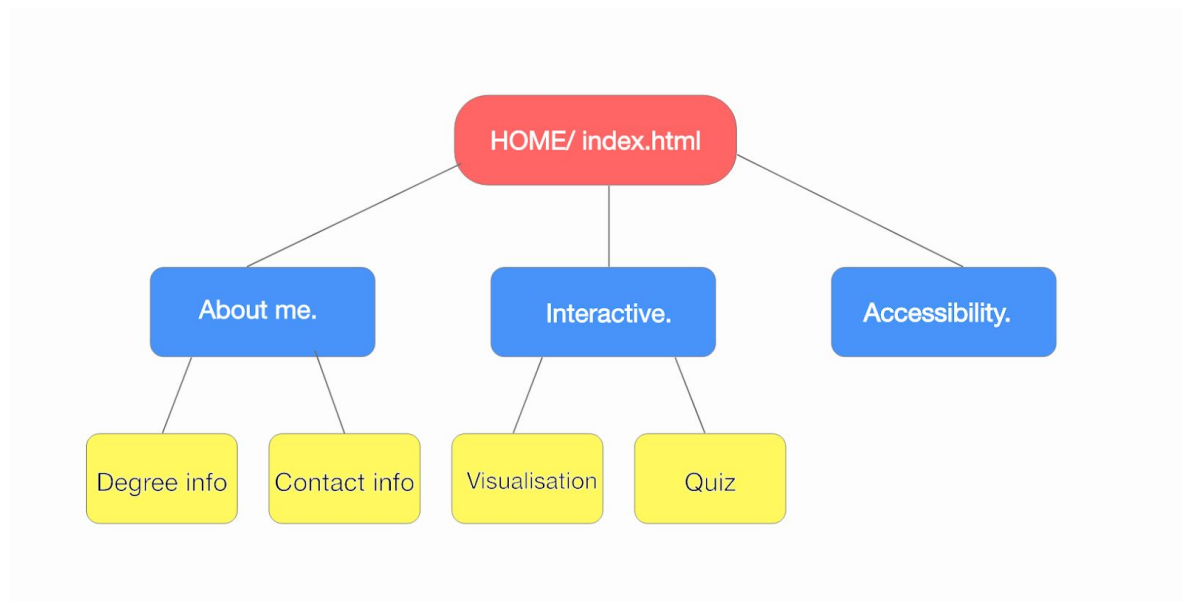 HOME/ index.html
About me.
Interactive.
Accessibility.
Degree info
Contact info
Visualisation
Quiz